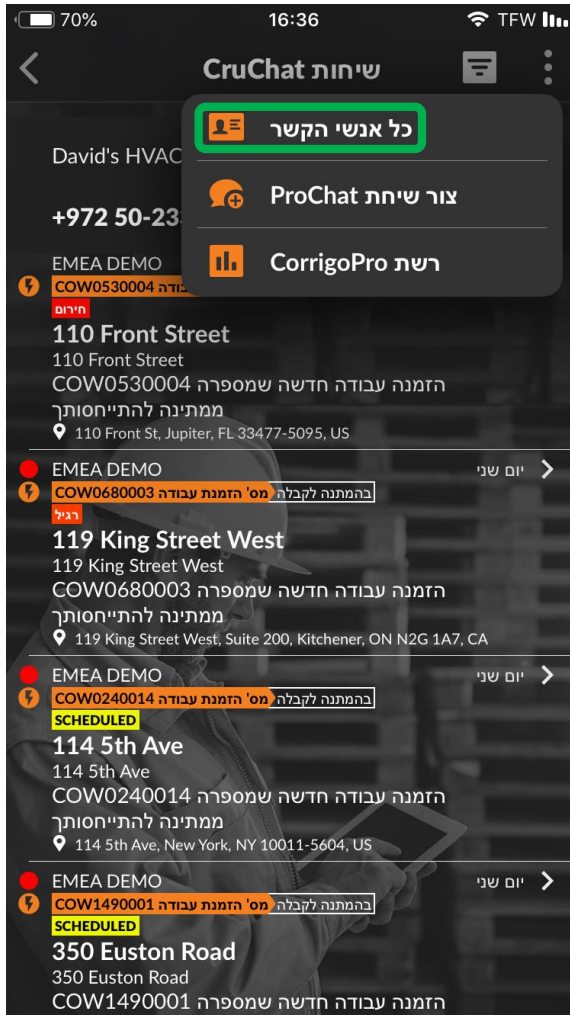 70%
16:36
TFW
שיחות CruChat
כל אנשי הקשר
David's HVAC
צור שיחת ProChat
+972 50-23
רשת CorrigoPro
EMEA DEMO
COW0530004
חירום
110 Front Street
110 Front Street
הזמנה עבודה חדשה שמספרה COW0530004
ממתינה להתייחסותך
110 Front St, Jupiter, FL 33477-5095, US
EMEA DEMO
יום שני
מס' הזמנת עבודה COW0680003 בהמתנה לקבלה
רגיל
119 King Street West
119 King Street West
הזמנה עבודה חדשה שמספרה COW0680003
ממתינה להתייחסותך
119 King Street West, Suite 200, Kitchener, ON N2G 1A7, CA
EMEA DEMO
יום שני
מס' הזמנת עבודה COW0240014 בהמתנה לקבלה
SCHEDULED
114 5th Ave
114 5th Ave
הזמנה עבודה חדשה שמספרה COW0240014
ממתינה להתייחסותך
114 5th Ave, New York, NY 10011-5604, US
EMEA DEMO
יום שני
מס' הזמנת עבודה COW1490001 בהמתנה לקבלה
SCHEDULED
350 Euston Road
350 Euston Road
הזמנה עבודה חדשה שמספרה COW1490001